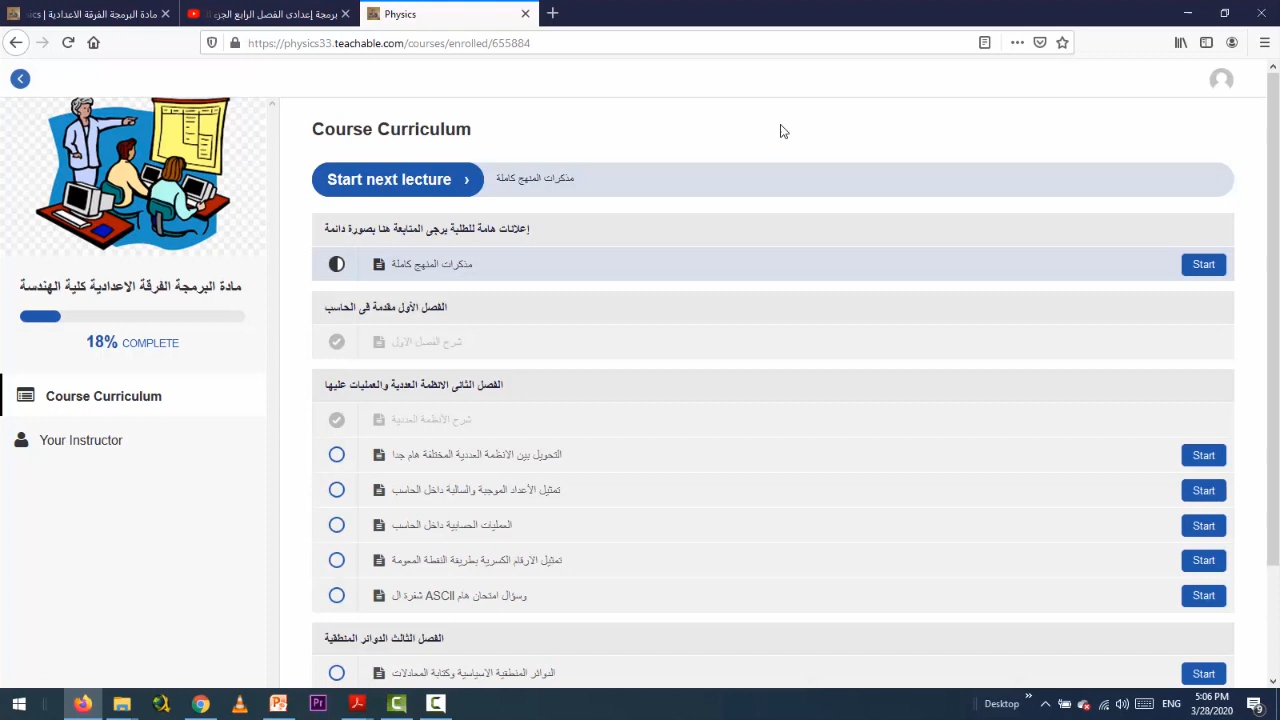 مادة البرمجة الفرقة الاعدادية | sics
برمجة إعدادى الفصل الرابع الجزء ال
Physics
https://physics33.teachable.com/courses/enrolled/655884
Course Curriculum
Start next lecture ›
مذكرات المنهج كاملة
إعلانات هامة للطلبة يرجى المتابعة هنا بصورة دائمة
مذكرات المنهج كاملة
Start
الفصل الأول مقدمة فى الحاسب
شرح الفصل الاول
الفصل الثانى الانظمة العددية والعمليات عليها
شرح الأنظمة العددية
التحويل بين الانظمة العددية المختلفة هام جدا
Start
تمثيل الأعداد الموجبة والسالبة داخل الحاسب
Start
العمليات الحسابية داخل الحاسب
Start
تمثيل الارقام الكسرية بطريقة النقطة العمومة
Start
وسؤال امتحان هام ASCII شفرة ال
Start
الفصل الثالث الدوائر المنطقية
الدوائر المنطقية الاسياسية وكتابة المعادلات
Start
مادة البرمجة الفرقة الاعدادية كلية الهندسة
18% COMPLETE
Course Curriculum
Your Instructor
Desktop
ENG
5:06 PM
3/28/2020